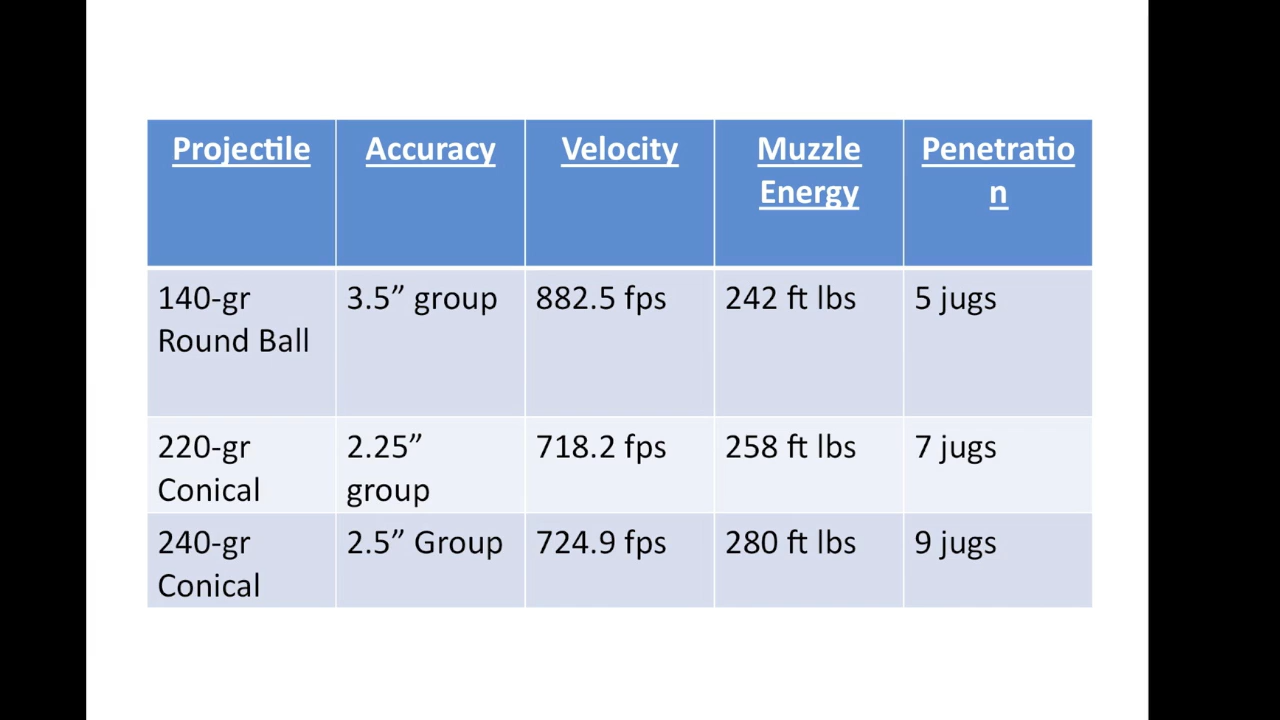 Projectile
Accuracy
Velocity
Muzzle
Energy
Penetratio
n
140-gr
Round Ball
3.5” group
882.5 fps
242 ft lbs
5 jugs
220-gr
Conical
2.25”
group
718.2 fps
258 ft lbs
7 jugs
240-gr
Conical
2.5” Group
724.9 fps
280 ft lbs
9 jugs